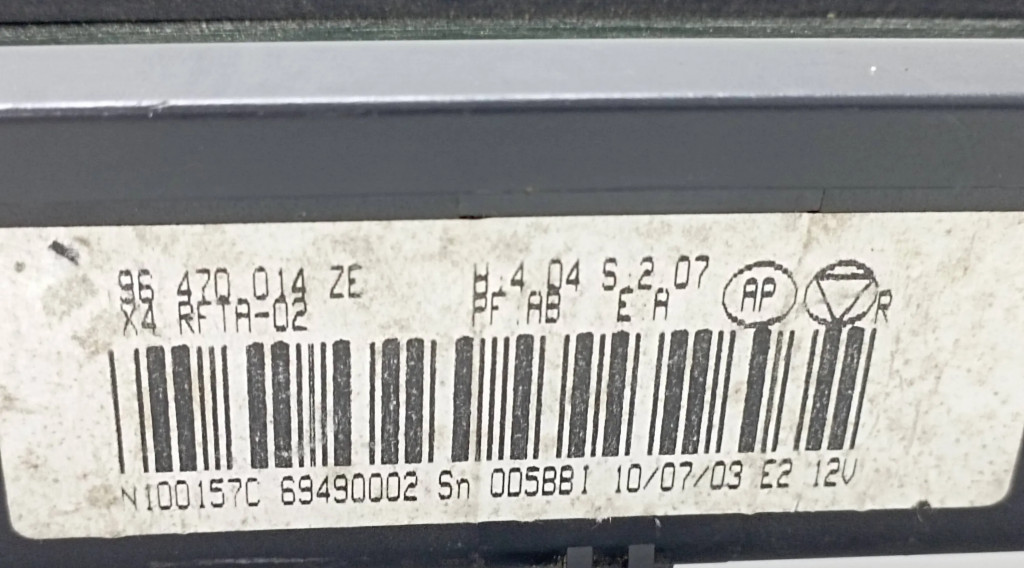 96 470 014 ZE H.4.04 S.2.07
X4 RFTA-02 PF AB E A AP R
N100157C 69490002 Sn 00588I 10/07/03 E2 12V